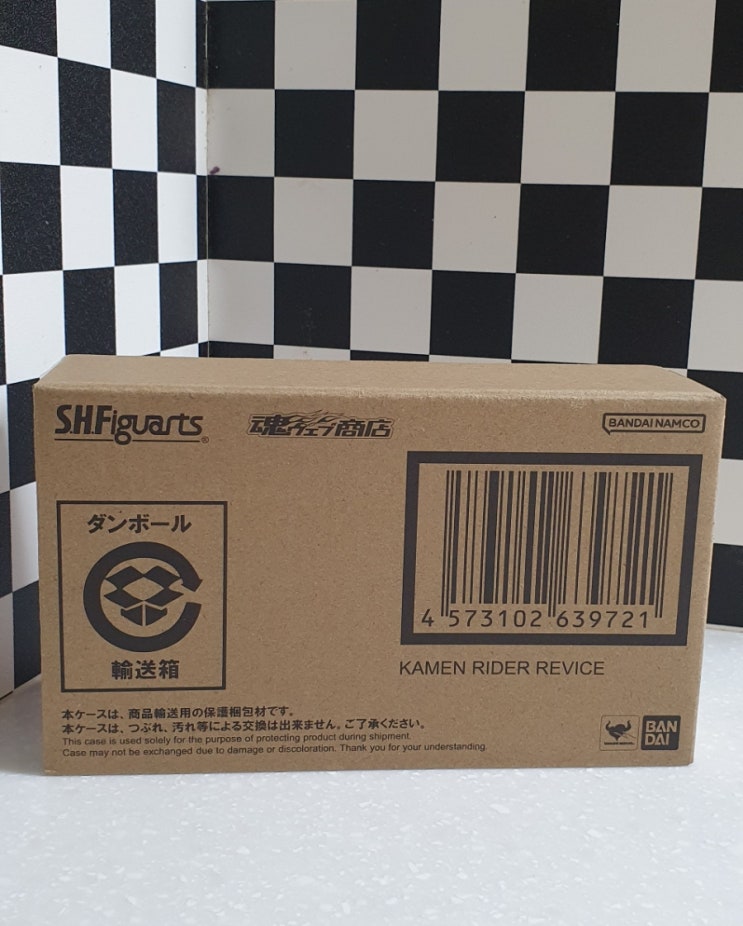 S.H.Figuarts®
魂ウェブ商店
BANDAI NAMCO
ダンボール
輸送箱
4 573102 639721
KAMEN RIDER REVICE
本ケースは、商品輸送用の保護梱包材です。
本ケースは、つぶれ、汚れ等による交換は出来ません。ご了承ください。
This case is used solely for the purpose of protecting product during shipment.
Case may not be exchanged due to damage or discoloration. Thank you for your understanding.
BAN
DAI